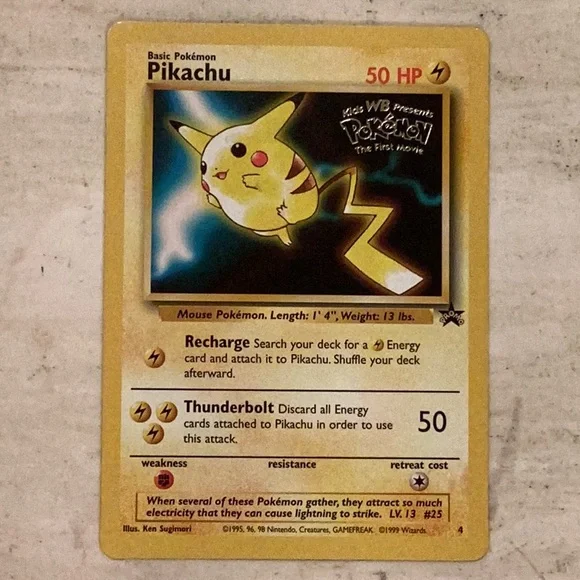 Basic Pokémon
Pikachu
50 HP
Kids WB Presents
POKéMON
The First Movie
Mouse Pokémon. Length: 1' 4", Weight: 13 lbs.
PROMO
Recharge Search your deck for a Energy
card and attach it to Pikachu. Shuffle your deck
afterward.
Thunderbolt Discard all Energy
cards attached to Pikachu in order to use
this attack.
50
weakness
resistance
retreat cost
When several of these Pokémon gather, they attract so much
electricity that they can cause lightning to strike. LV. 13 #25
Illus. Ken Sugimori
©1995, 96, 98 Nintendo, Creatures, GAMEFREAK ©1999 Wizards.
4